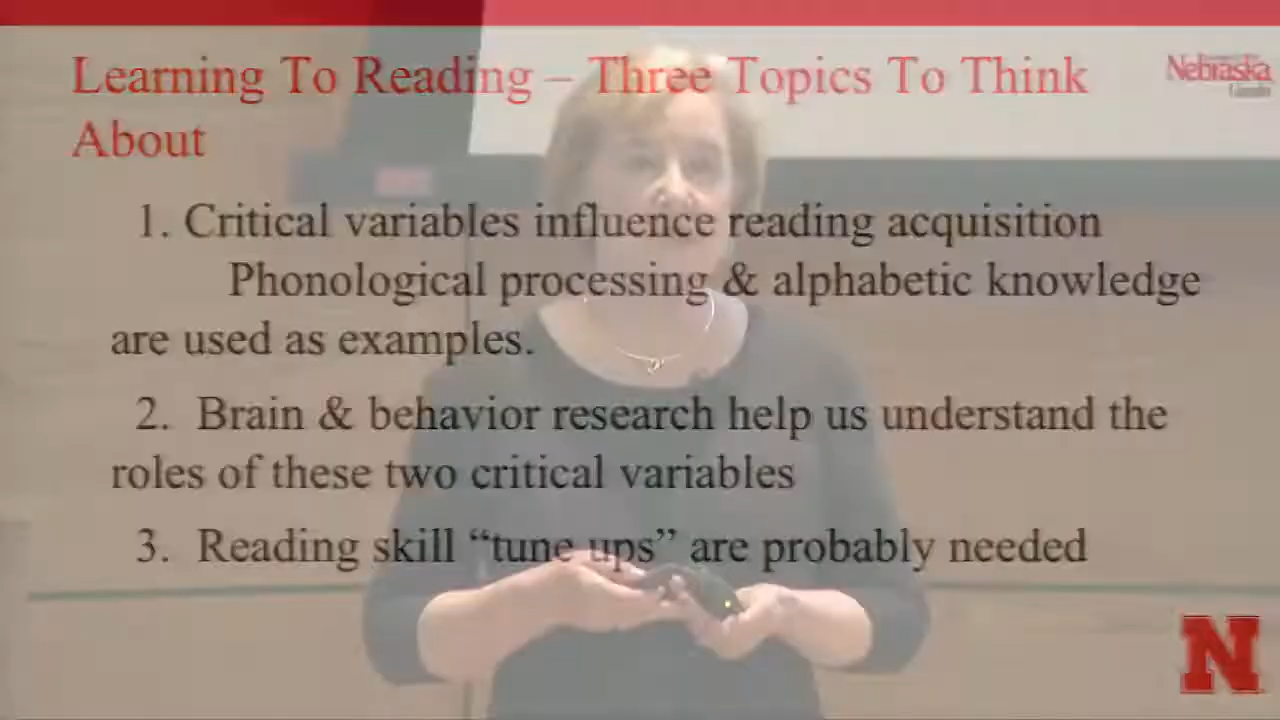 Learning To Reading – Three Topics To Think
About
Nebraska
1. Critical variables influence reading acquisition
Phonological processing & alphabetic knowledge
are used as examples.
2. Brain & behavior research help us understand the
roles of these two critical variables
3. Reading skill “tune ups” are probably needed
N